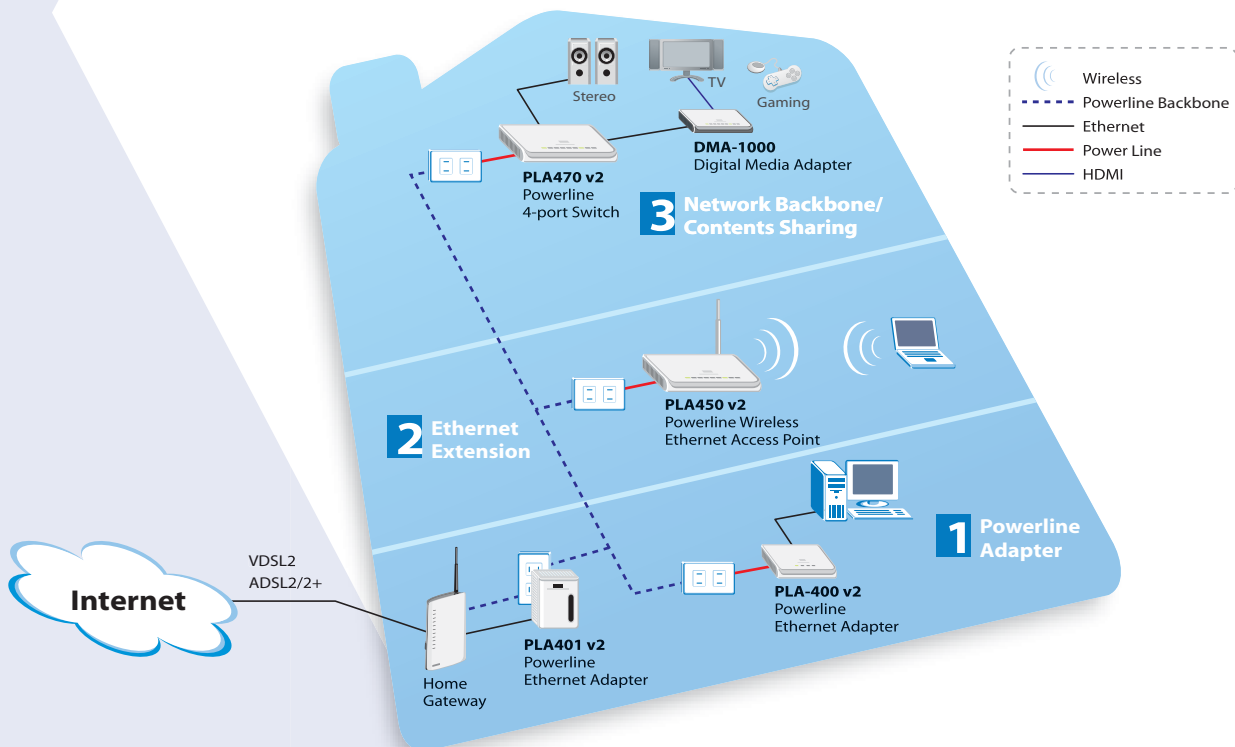 Stereo
TV
Gaming
PLA470 v2
Powerline
4-port Switch
DMA-1000
Digital Media Adapter
3 Network Backbone/
Contents Sharing
Wireless
Powerline Backbone
Ethernet
Power Line
HDMI
PLA450 v2
Powerline Wireless
Ethernet Access Point
2 Ethernet
Extension
1 Powerline
Adapter
PLA-400 v2
Powerline
Ethernet Adapter
VDSL2
ADSL2/2+
Internet
PLA401 v2
Powerline
Ethernet Adapter
Home
Gateway